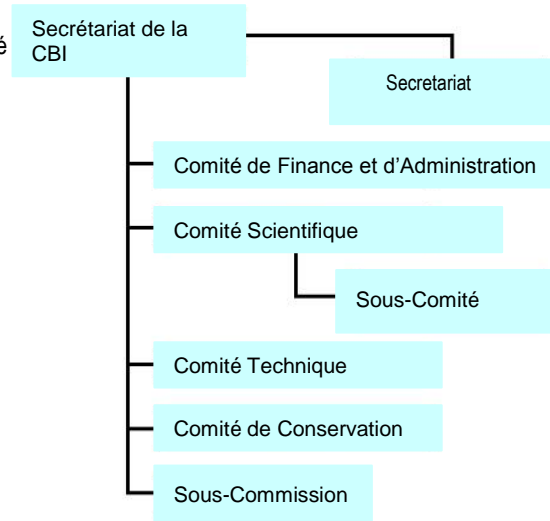 é
Secrétariat de la
CBI
Secretariat
Comité de Finance et d'Administration
Comité Scientifique
Sous-Comité
Comité Technique
Comité de Conservation
Sous-Commission